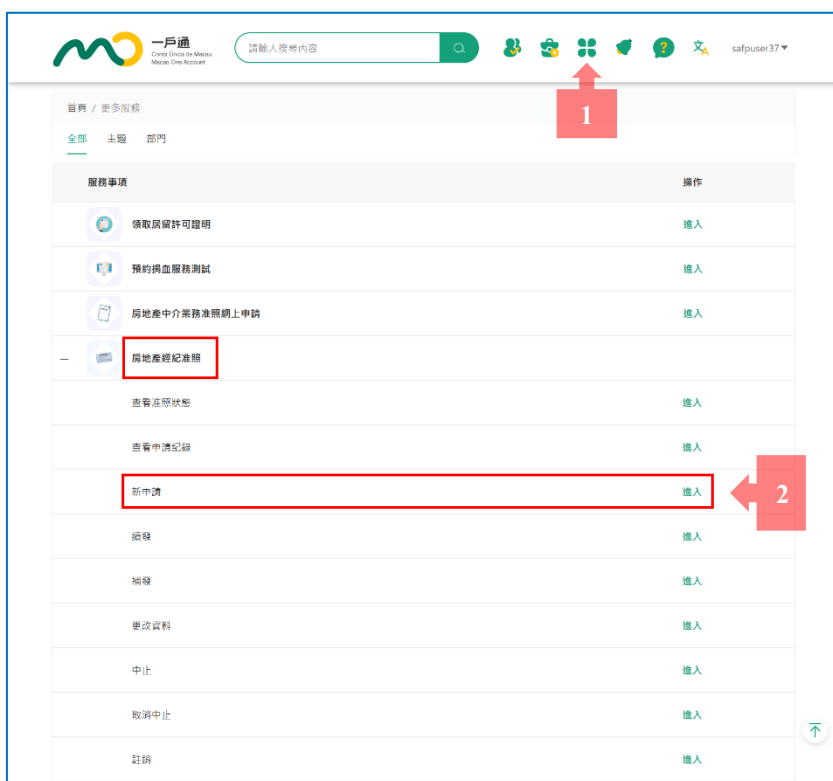 一戶通
Conta Única de Macau
Macao One Account
請輸入搜尋內容
?
文A
safpuser37
1
首頁 / 更多服務
全部 主題 部門
服務事項 操作
領取居留許可證明 進入
預約捐血服務測試 進入
房地產中介業務准照網上申請 進入
房地產經紀准照
查看准照狀態 進入
查看申請紀錄 進入
新申請 進入
2
續發 進入
補發 進入
更改資料 進入
中止 進入
取消中止 進入
註銷 進入